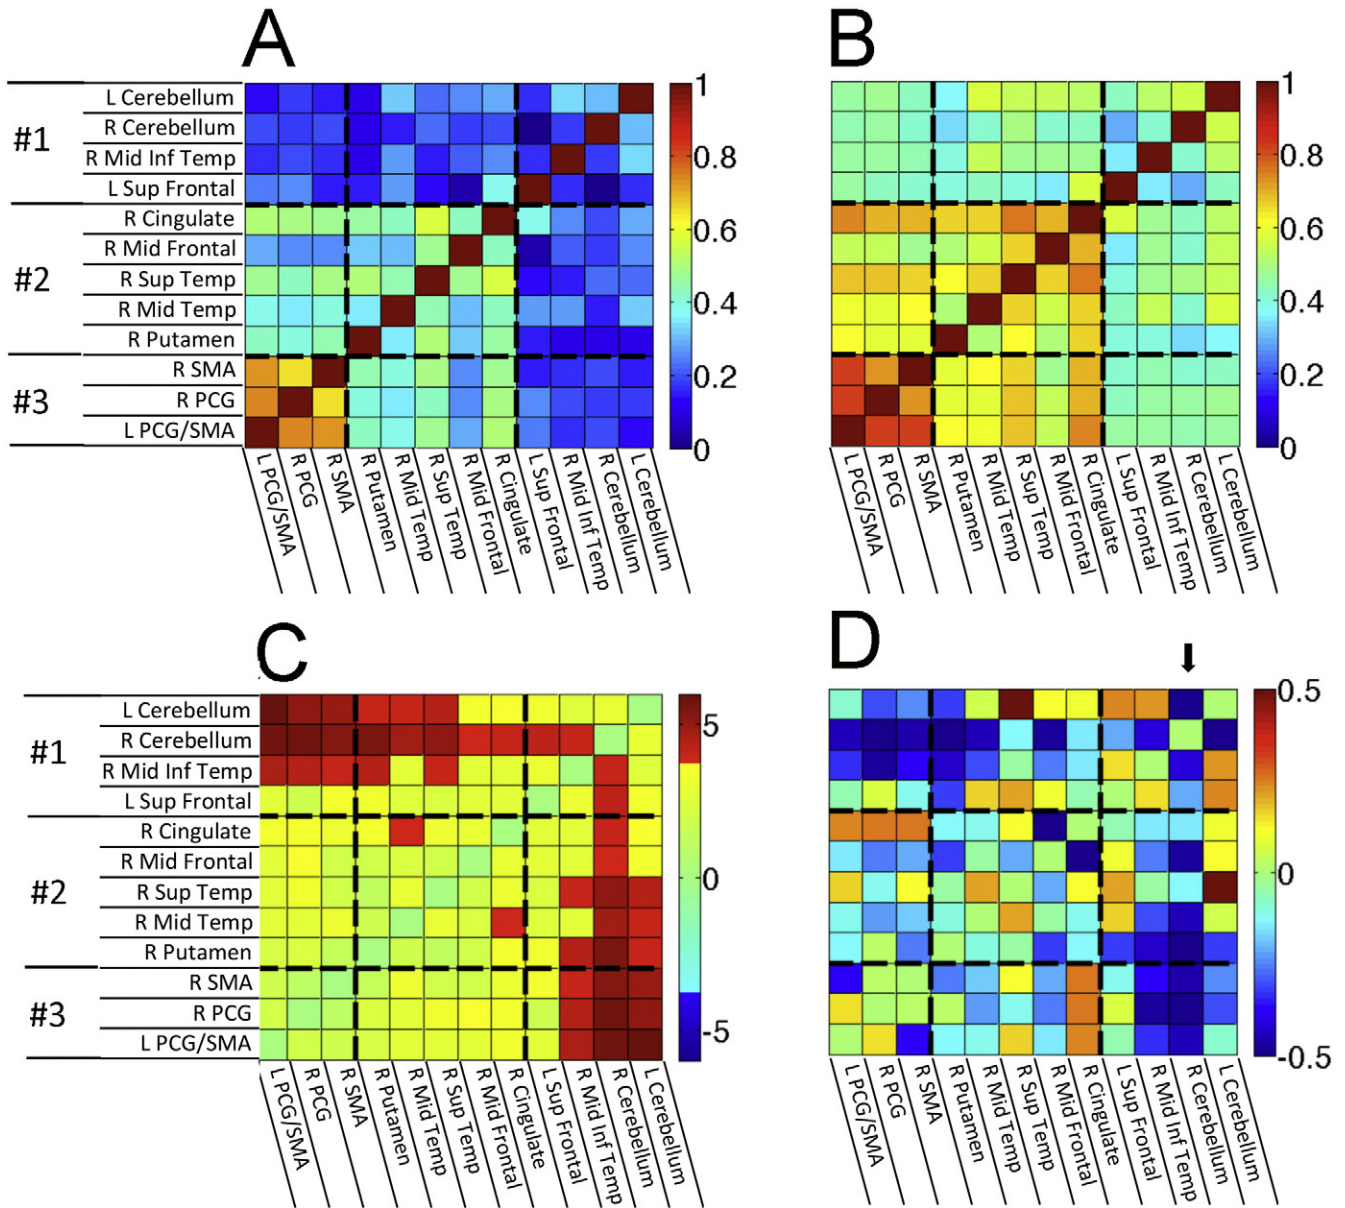 A
B
#1
L Cerebellum
R Cerebellum
R Mid Inf Temp
L Sup Frontal
#2
R Cingulate
R Mid Frontal
R Sup Temp
R Mid Temp
R Putamen
#3
R SMA
R PCG
L PCG/SMA
1
0.8
0.6
0.4
0.2
0
1
0.8
0.6
0.4
0.2
0
L PCG/SMA
R PCG
R SMA
R Putamen
R Mid Temp
R Sup Temp
R Mid Frontal
R Cingulate
L Sup Frontal
R Mid Inf Temp
R Cerebellum
L Cerebellum
L PCG/SMA
R PCG
R SMA
R Putamen
R Mid Temp
R Sup Temp
R Mid Frontal
R Cingulate
L Sup Frontal
R Mid Inf Temp
R Cerebellum
L Cerebellum
C
D
#1
L Cerebellum
R Cerebellum
R Mid Inf Temp
L Sup Frontal
#2
R Cingulate
R Mid Frontal
R Sup Temp
R Mid Temp
R Putamen
#3
R SMA
R PCG
L PCG/SMA
5
0
-5
0.5
0
-0.5
L PCG/SMA
R PCG
R SMA
R Putamen
R Mid Temp
R Sup Temp
R Mid Frontal
R Cingulate
L Sup Frontal
R Mid Inf Temp
R Cerebellum
L Cerebellum
L PCG/SMA
R PCG
R SMA
R Putamen
R Mid Temp
R Sup Temp
R Mid Frontal
R Cingulate
L Sup Frontal
R Mid Inf Temp
R Cerebellum
L Cerebellum